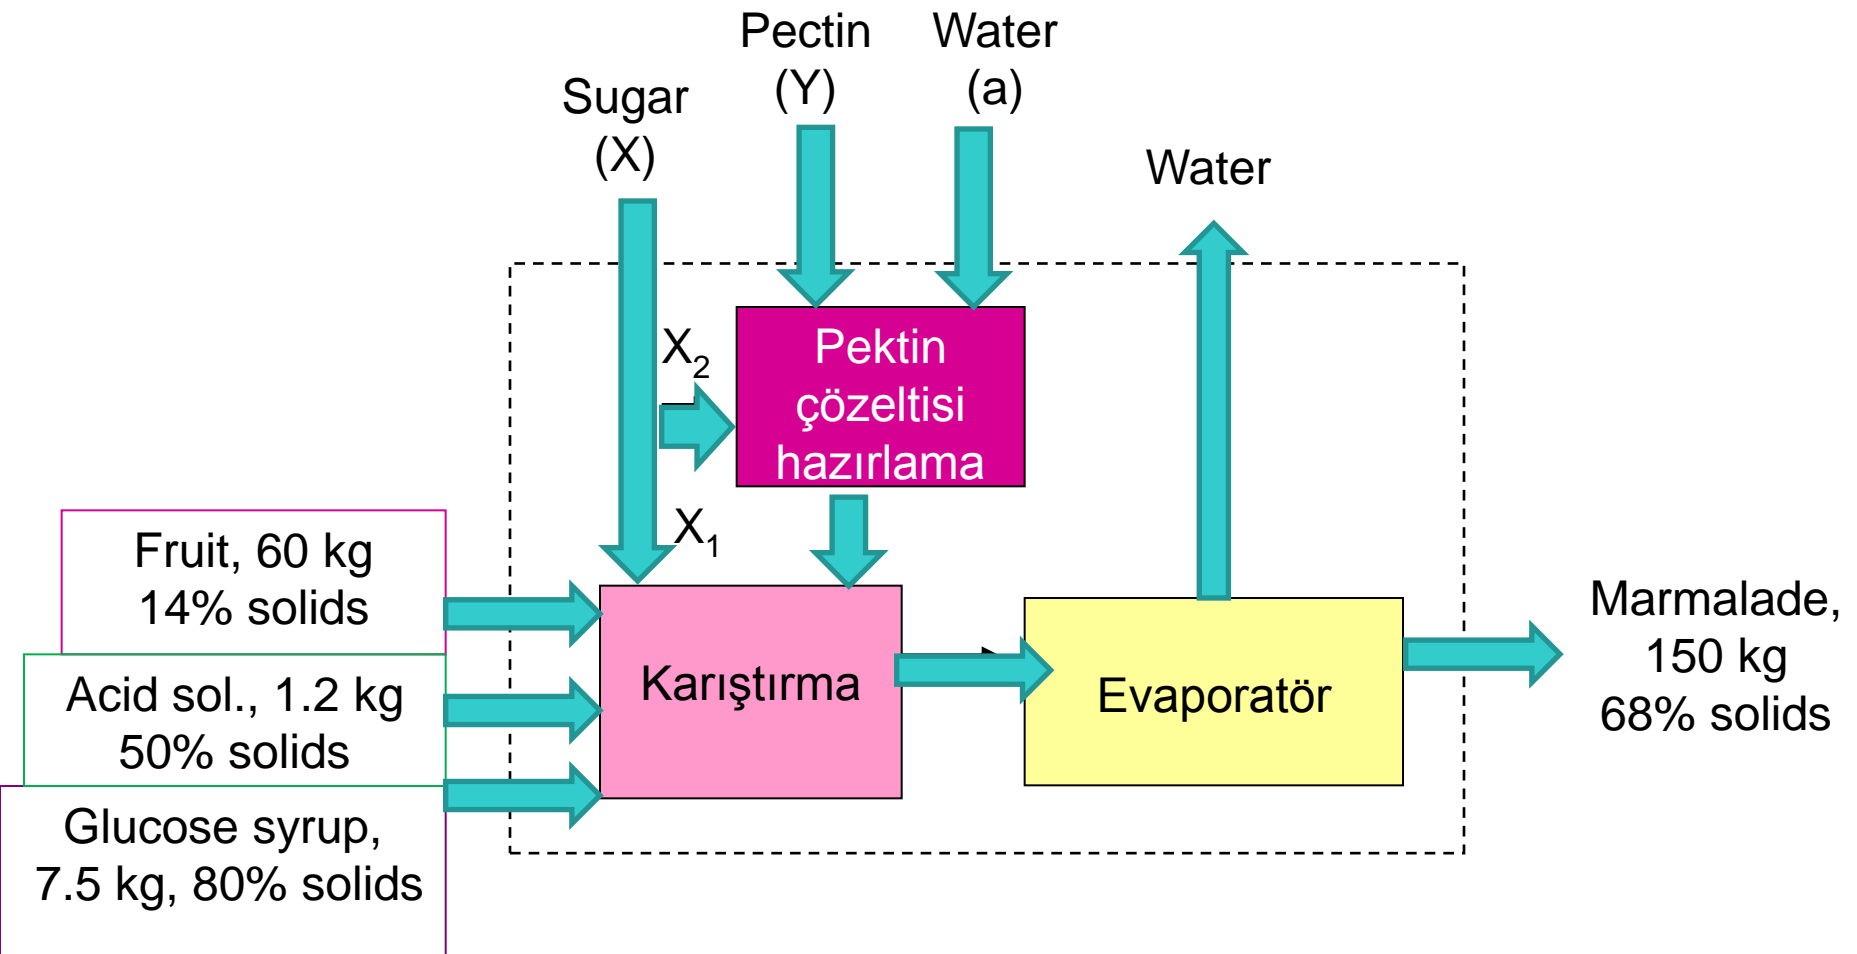 Pectin
(Y)
Water
(a)
Sugar
(X)
Water
X₂
Pektin
çözeltisi
hazırlama
X₁
Fruit, 60 kg
14% solids
Acid sol., 1.2 kg
50% solids
Glucose syrup,
7.5 kg, 80% solids
Karıştırma
Evaporatör
Marmalade,
150 kg
68% solids